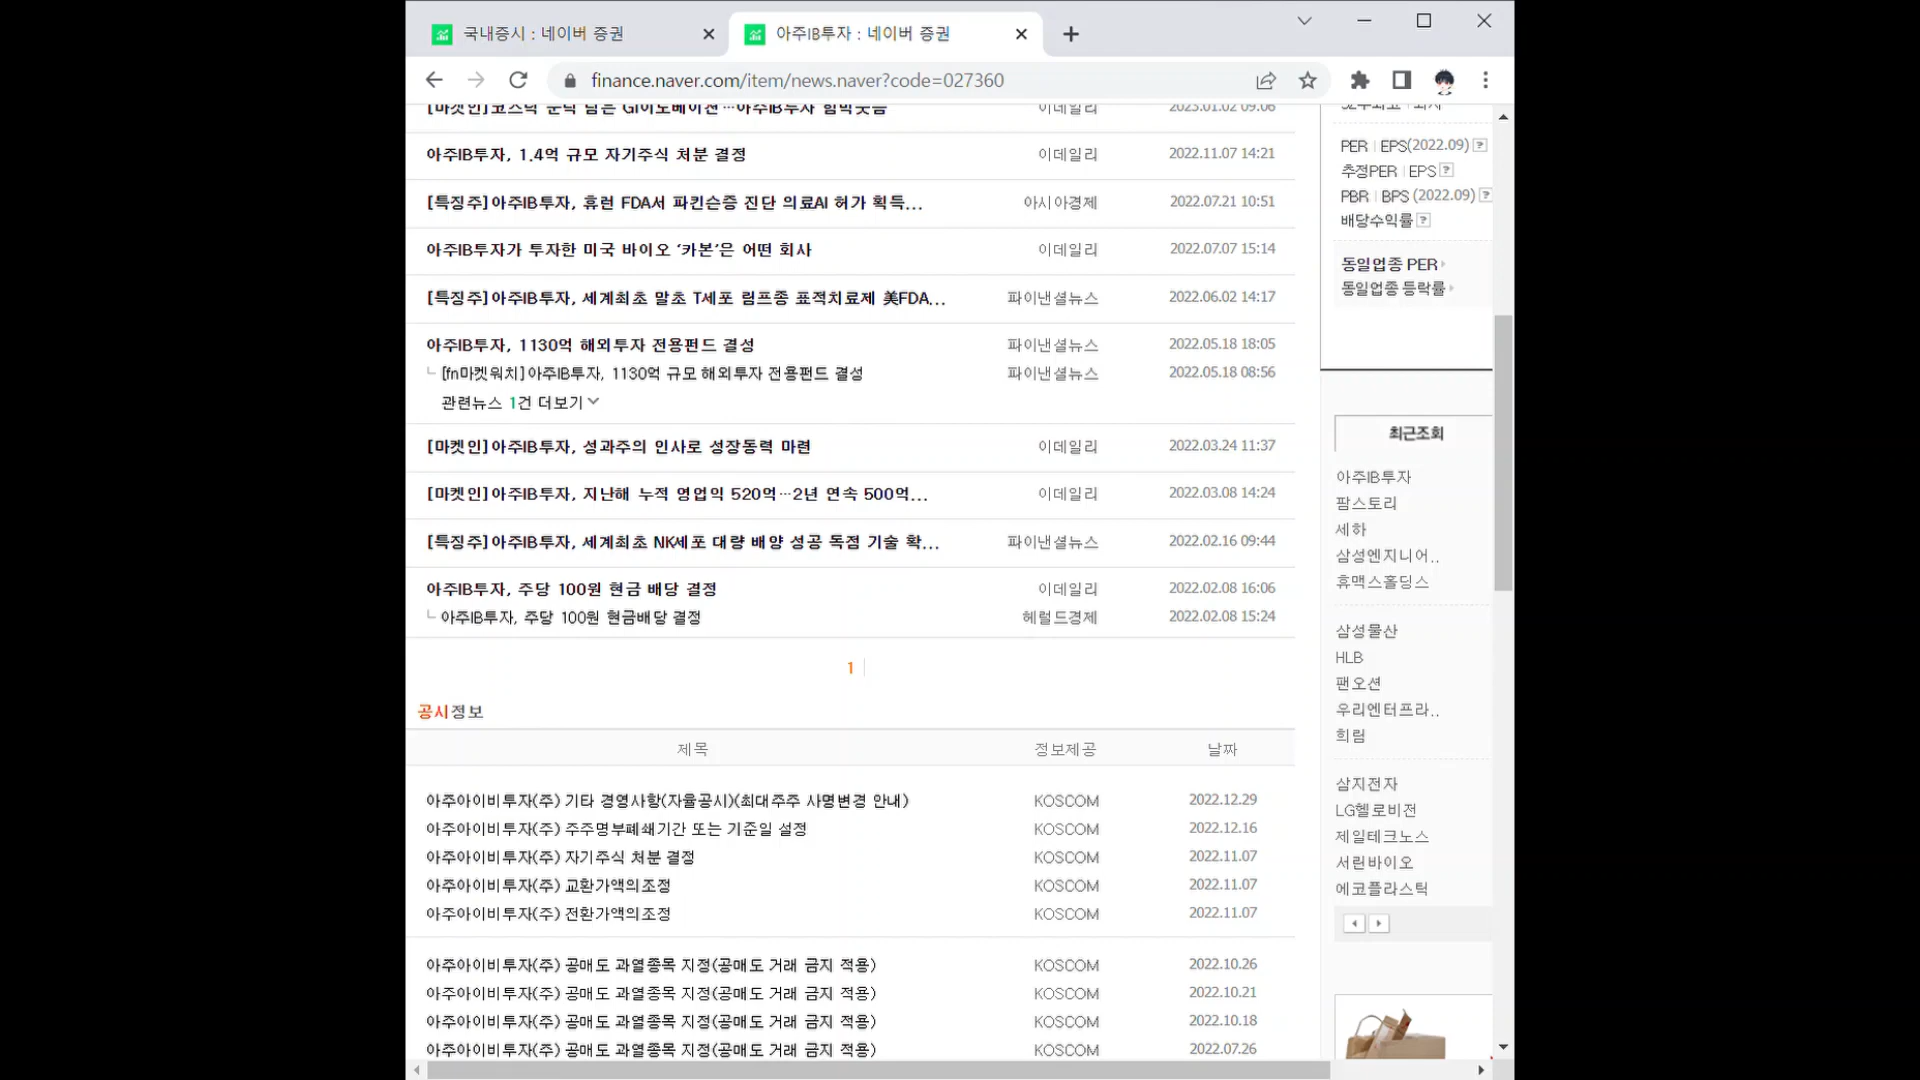 국내증시 : 네이버 증권
아주IB투자 : 네이버 증권
finance.naver.com/item/news.naver?code=027360
[마켓인]코스닥 문턱 넘은 GI이노베이션…아주IB투자 함박웃음 이데일리 2023.01.02 09:06
아주IB투자, 1.4억 규모 자기주식 처분 결정 이데일리 2022.11.07 14:21
[특징주]아주IB투자, 휴런 FDA서 파킨슨증 진단 의료AI 허가 획득... 아시아경제 2022.07.21 10:51
아주IB투자가 투자한 미국 바이오 ‘카본’은 어떤 회사 이데일리 2022.07.07 15:14
[특징주]아주IB투자, 세계최초 말초 T세포 림프종 표적치료제 美FDA... 파이낸셜뉴스 2022.06.02 14:17
아주IB투자, 1130억 해외투자 전용펀드 결성 파이낸셜뉴스 2022.05.18 18:05
[fn마켓워치]아주IB투자, 1130억 규모 해외투자 전용펀드 결성 파이낸셜뉴스 2022.05.18 08:56
관련뉴스 1건 더보기
[마켓인]아주IB투자, 성과주의 인사로 성장동력 마련 이데일리 2022.03.24 11:37
[마켓인]아주IB투자, 지난해 누적 영업익 520억…2년 연속 500억... 이데일리 2022.03.08 14:24
[특징주]아주IB투자, 세계최초 NK세포 대량 배양 성공 독점 기술 확... 파이낸셜뉴스 2022.02.16 09:44
아주IB투자, 주당 100원 현금 배당 결정 이데일리 2022.02.08 16:06
아주IB투자, 주당 100원 현금배당 결정 헤럴드경제 2022.02.08 15:24
1
공시정보
제목 정보제공 날짜
아주아이비투자(주) 기타 경영사항(자율공시)(최대주주 사명변경 안내) KOSCOM 2022.12.29
아주아이비투자(주) 주주명부폐쇄기간 또는 기준일 설정 KOSCOM 2022.12.16
아주아이비투자(주) 자기주식 처분 결정 KOSCOM 2022.11.07
아주아이비투자(주) 교환가액의조정 KOSCOM 2022.11.07
아주아이비투자(주) 전환가액의조정 KOSCOM 2022.11.07
아주아이비투자(주) 공매도 과열종목 지정(공매도 거래 금지 적용) KOSCOM 2022.10.26
아주아이비투자(주) 공매도 과열종목 지정(공매도 거래 금지 적용) KOSCOM 2022.10.21
아주아이비투자(주) 공매도 과열종목 지정(공매도 거래 금지 적용) KOSCOM 2022.10.18
아주아이비투자(주) 공매도 과열종목 지정(공매도 거래 금지 적용) KOSCOM 2022.07.26
PER | EPS(2022.09) ?
추정PER | EPS ?
PBR | BPS (2022.09) ?
배당수익률 ?
동일업종 PER
동일업종 등락률
최근조회
아주IB투자
팜스토리
세하
삼성엔지니어..
휴맥스홀딩스
삼성물산
HLB
팬오션
우리엔터프라..
희림
삼지전자
LG헬로비전
제일테크노스
서린바이오
에코플라스틱